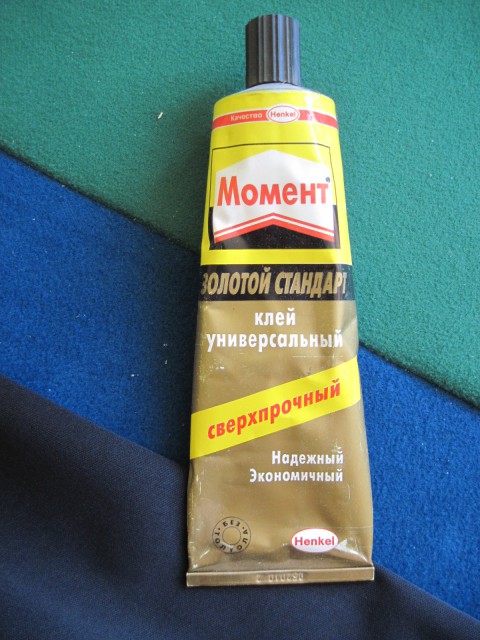 Качество Henkel
Момент®
ЗОЛОТОЙ СТАНДАРТ
клей
универсальный
сверхпрочный
Надежный
Экономичный
Henkel